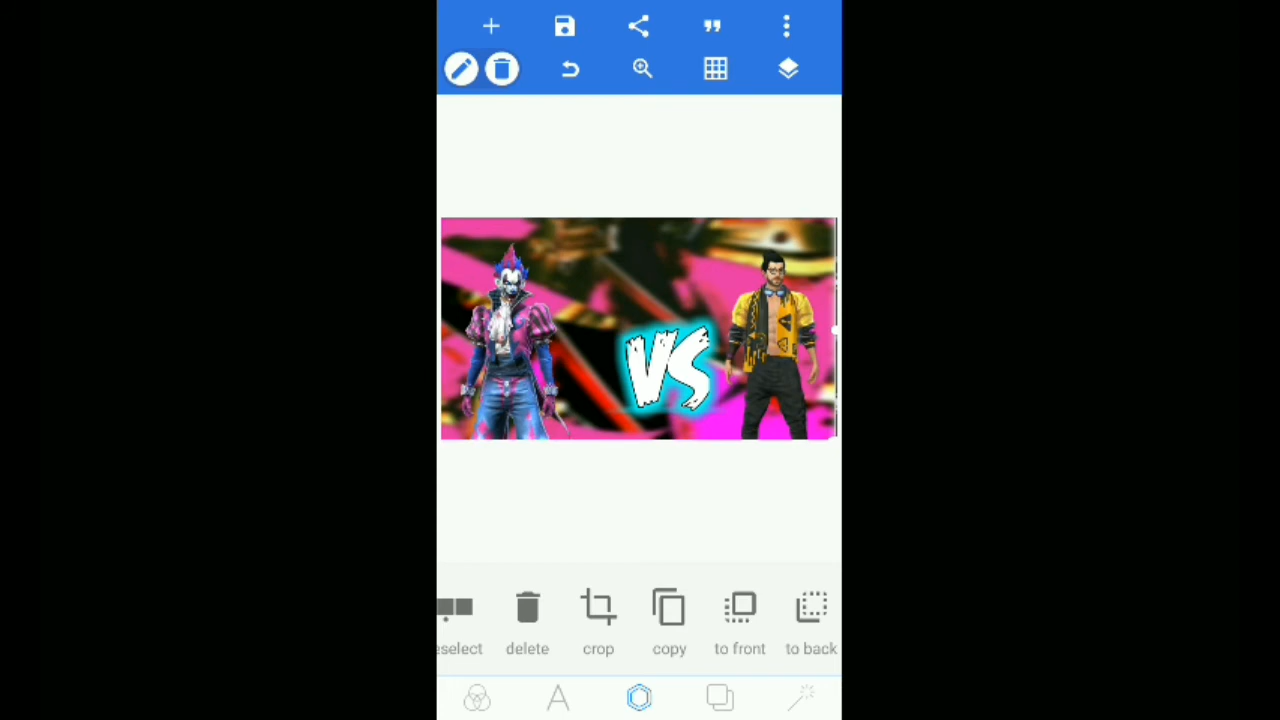 VS
eselect
delete
crop
copy
to front
to back